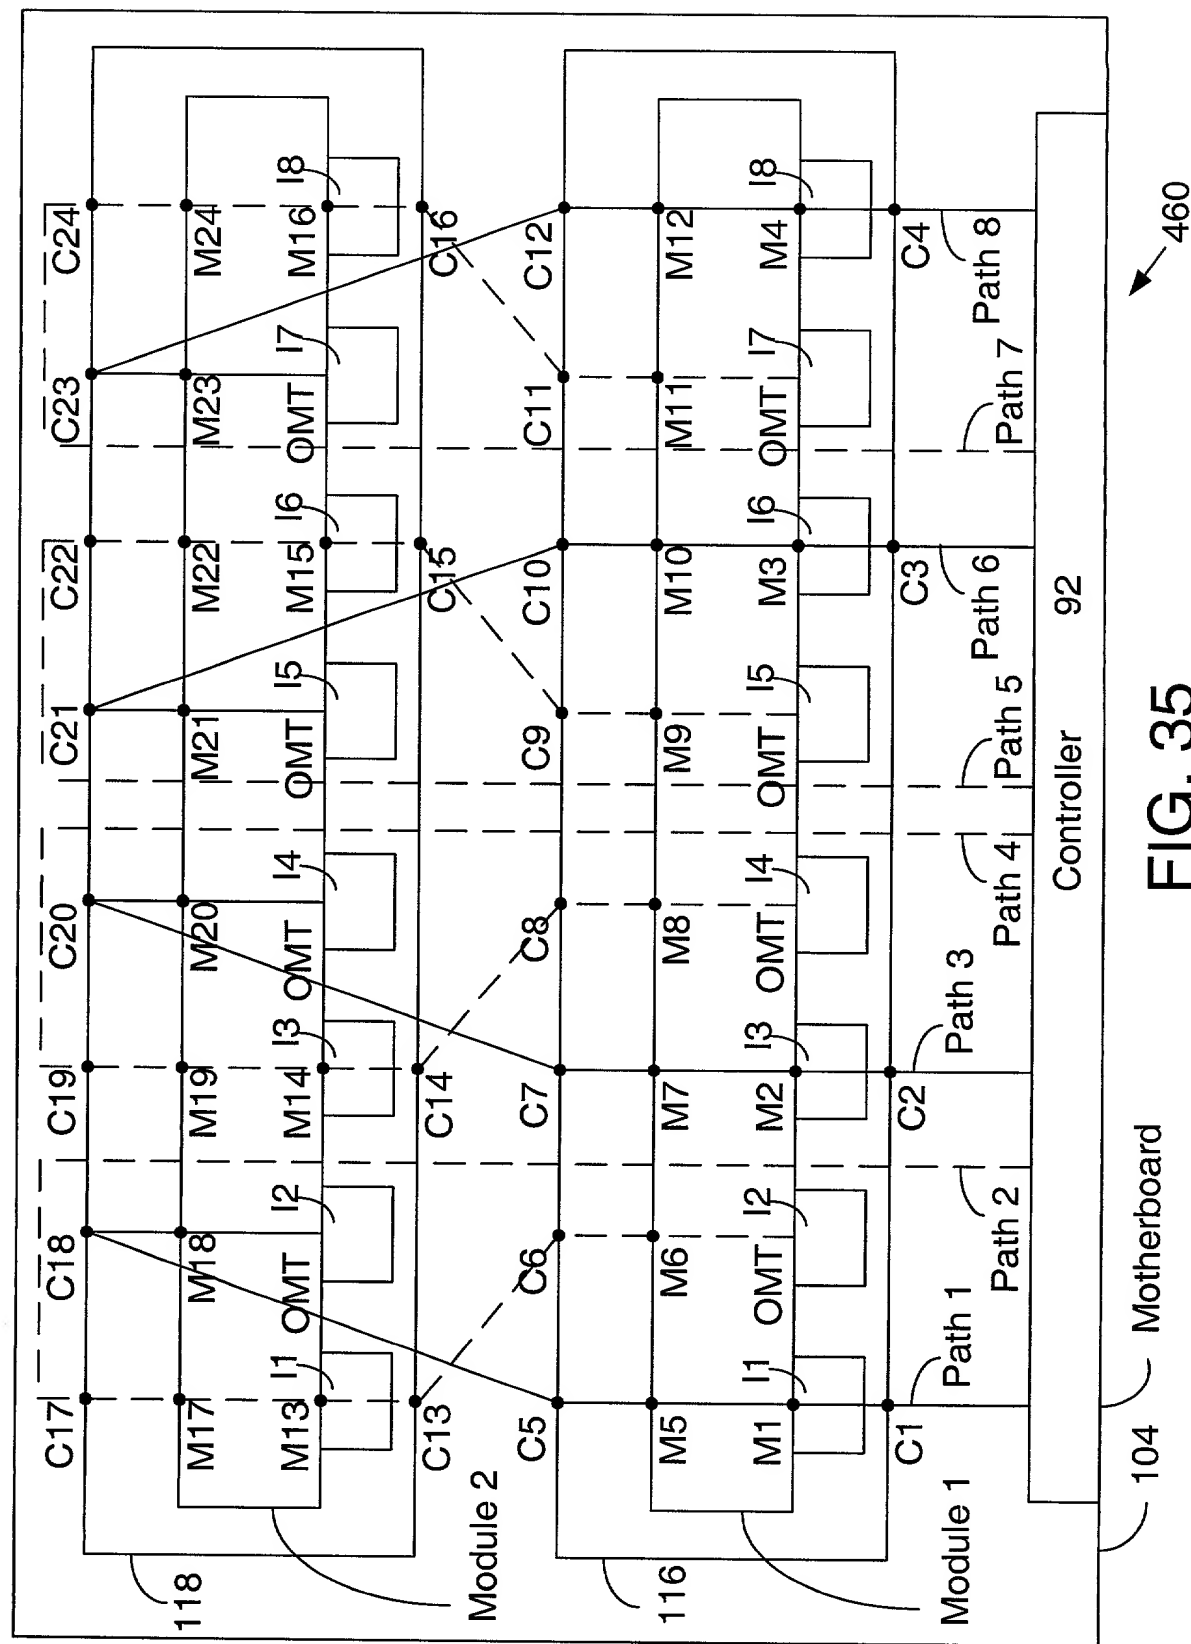 C17
C18
C19
C20
C21
C22
C23
C24
118
M17
M18
M19
M20
M21
M22
M23
M24
M13
I1
OMT
I2
M14
I3
OMT
I4
OMT
I5
M15
I6
OMT
I7
M16
I8
Module 2
C13
C14
C15
C16
C5
C6
C7
C8
C9
C10
C11
C12
116
M5
M6
M7
M8
M9
M10
M11
M12
M1
I1
OMT
I2
M2
I3
OMT
I4
OMT
I5
M3
I6
OMT
I7
M4
I8
Module 1
C1
C2
C3
C4
Path 1
Path 2
Path 3
Path 4
Path 5
Path 6
Path 7
Path 8
Controller 92
104
Motherboard
460
FIG. 35